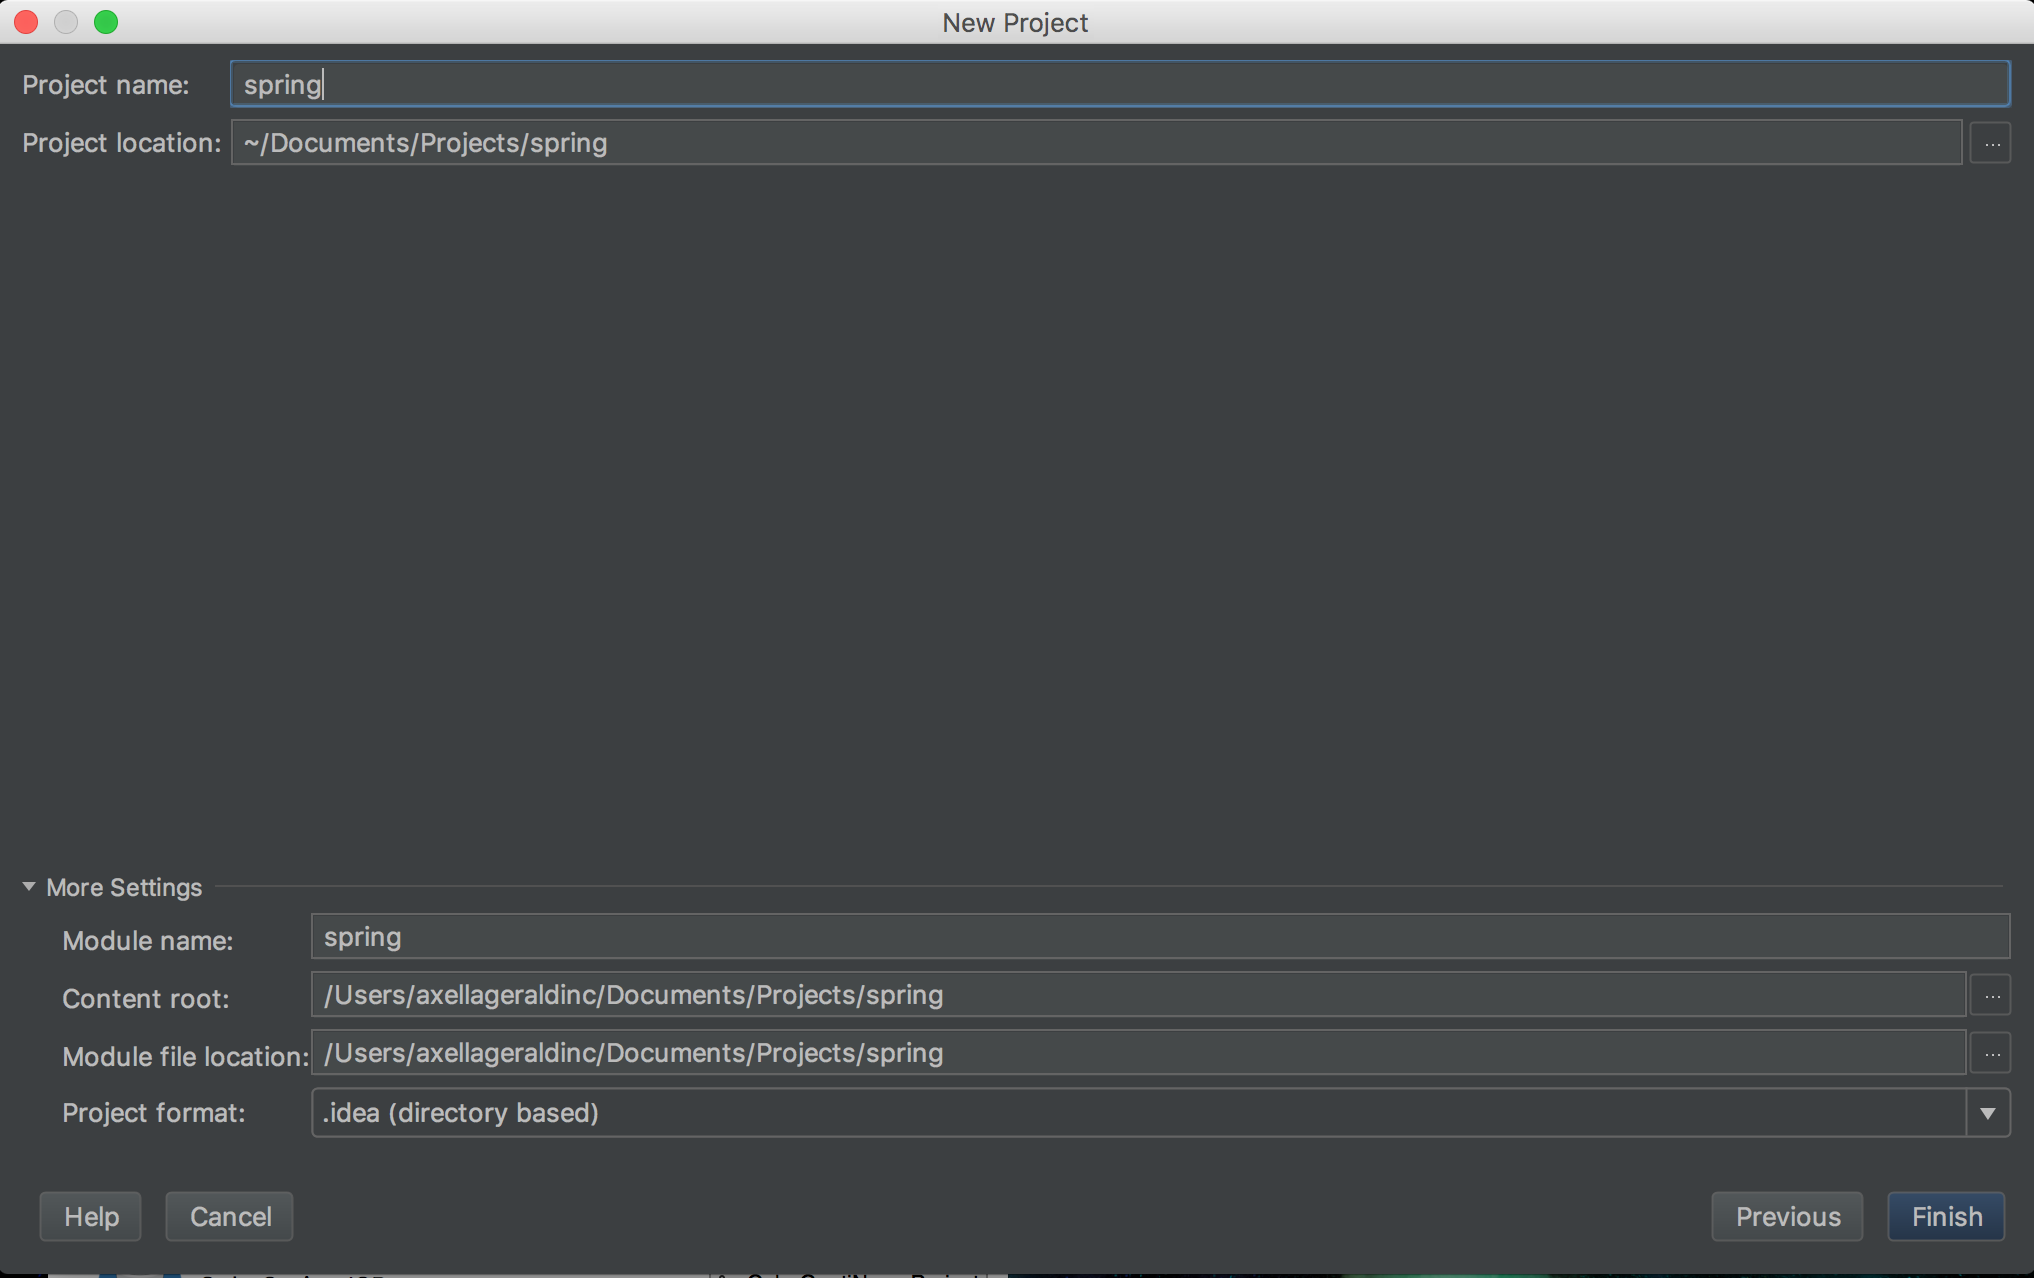 New Project
Project name: spring
Project location: ~/Documents/Projects/spring ...
More Settings
Module name: spring
Content root: /Users/axellageraldinc/Documents/Projects/spring ...
Module file location: /Users/axellageraldinc/Documents/Projects/spring ...
Project format: .idea (directory based)
Help Cancel Previous Finish